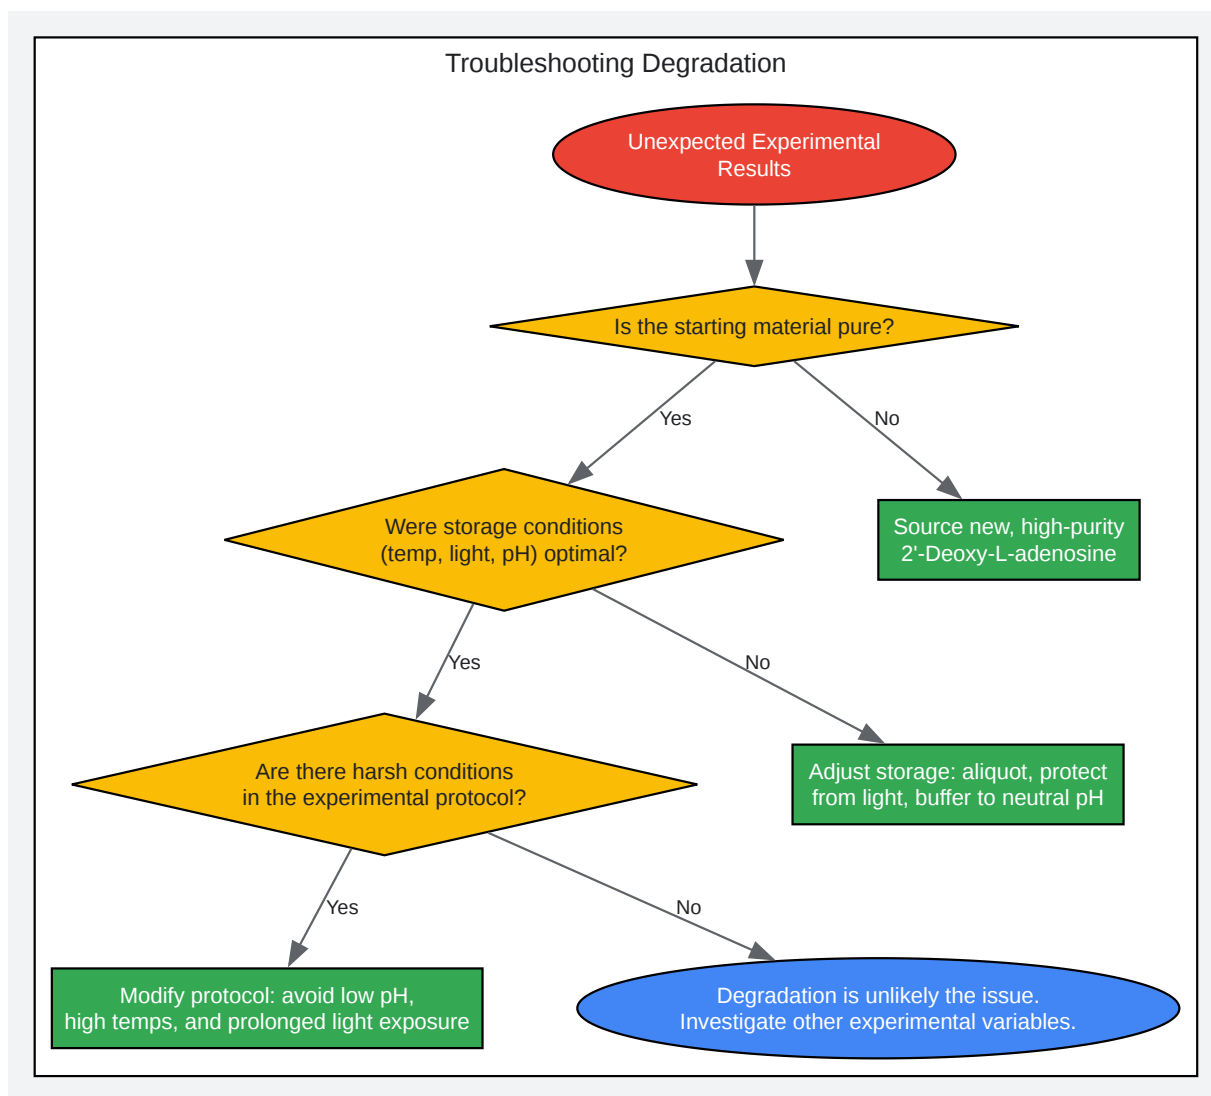 Troubleshooting Degradation
Unexpected Experimental
Results
Is the starting material pure?
Yes
No
Were storage conditions
(temp, light, pH) optimal?
Source new, high-purity
2'-Deoxy-L-adenosine
Yes
No
Are there harsh conditions
in the experimental protocol?
Adjust storage: aliquot, protect
from light, buffer to neutral pH
Yes
No
Modify protocol: avoid low pH,
high temps, and prolonged light exposure
Degradation is unlikely the issue.
Investigate other experimental variables.